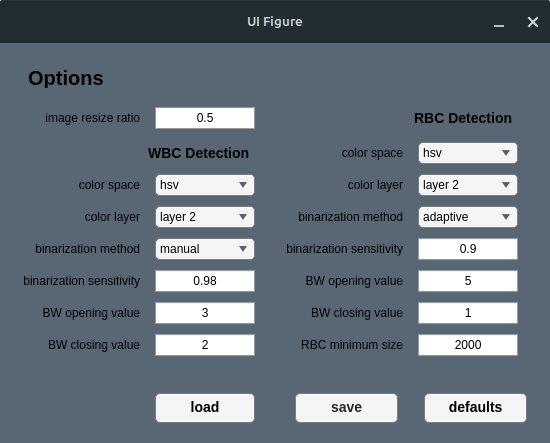 UI Figure
Options
image resize ratio 0.5
WBC Detection
color space hsv
color layer layer 2
binarization method manual
binarization sensitivity 0.98
BW opening value 3
BW closing value 2
RBC Detection
color space hsv
color layer layer 2
binarization method adaptive
binarization sensitivity 0.9
BW opening value 5
BW closing value 1
RBC minimum size 2000
load save defaults